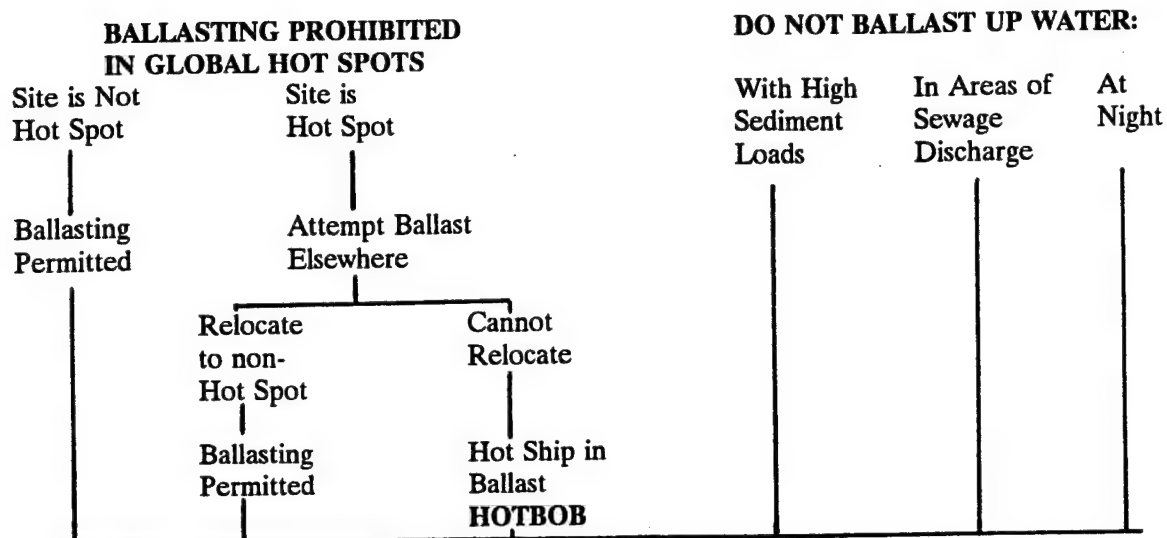 BALLASTING PROHIBITED
IN GLOBAL HOT SPOTS
Site is Not
Hot Spot
Site is
Hot Spot
Ballasting
Permitted
Attempt Ballast
Elsewhere
Relocate
to non-
Hot Spot
Cannot
Relocate
Ballasting
Permitted
Hot Ship in
Ballast
HOTBOB
DO NOT BALLAST UP WATER:
With High
Sediment
Loads
In Areas of
Sewage
Discharge
At
Night